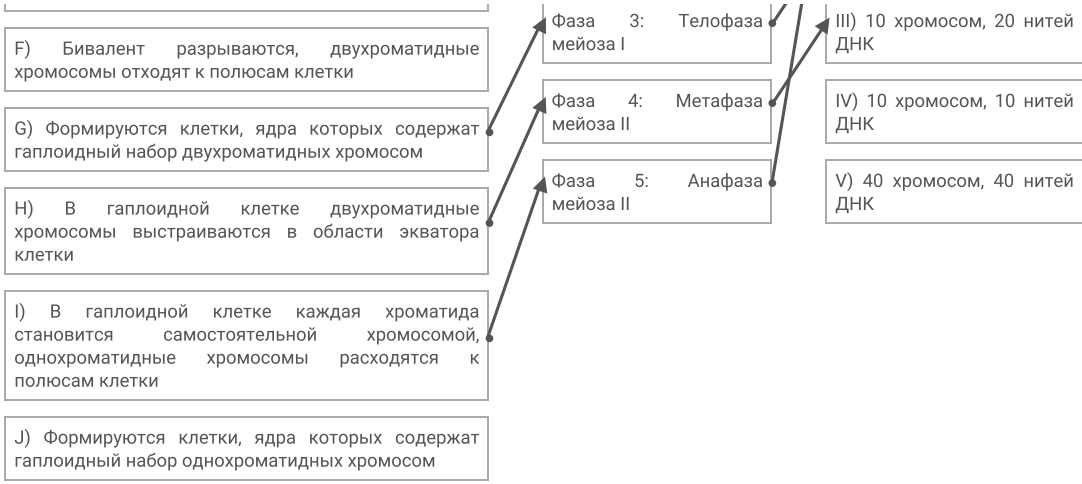 F) Бивалент разрываются, двухроматидные
хромосомы отходят к полюсам клетки
G) Формируются клетки, ядра которых содержат
гаплоидный набор двухроматидных хромосом
H) В гаплоидной клетке двухроматидные
хромосомы выстраиваются в области экватора
клетки
I) В гаплоидной клетке каждая хроматида
становится самостоятельной хромосомой,
однохроматидные хромосомы расходятся к
полюсам клетки
J) Формируются клетки, ядра которых содержат
гаплоидный набор однохроматидных хромосом
Фаза 3: Телофаза
мейоза I
Фаза 4: Метафаза
мейоза II
Фаза 5: Анафаза
мейоза II
III) 10 хромосом, 20 нитей
ДНК
IV) 10 хромосом, 10 нитей
ДНК
V) 40 хромосом, 40 нитей
ДНК